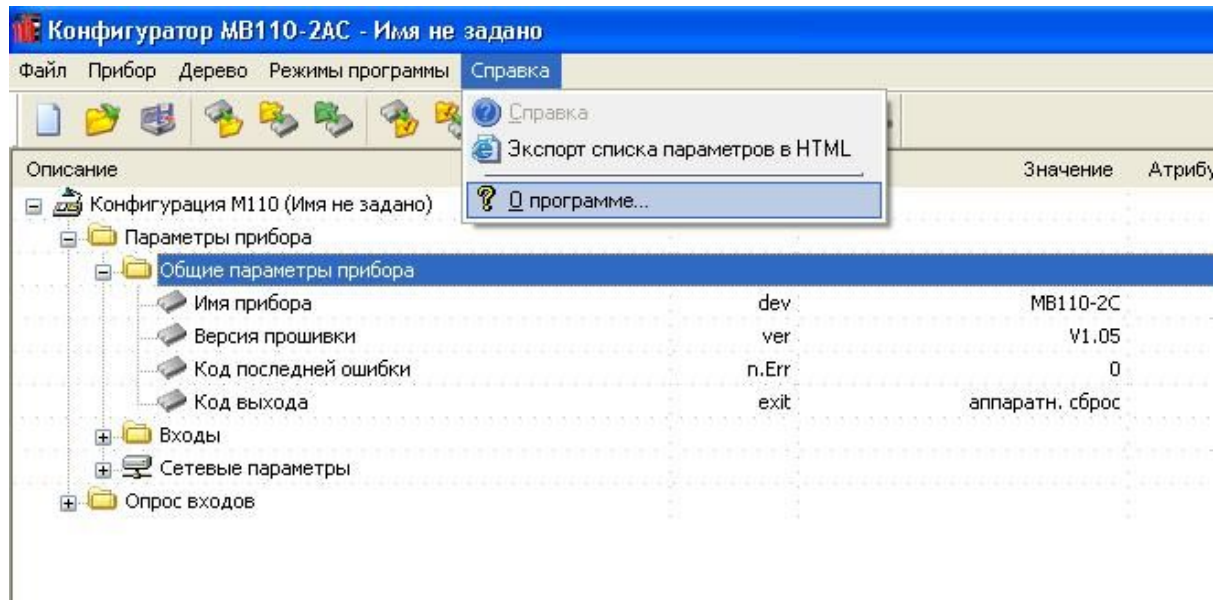 Конфигуратор МВ110-2АС - Имя не задано
Файл Прибор Дерево Режимы программы Справка
Справка
Экспорт списка параметров в HTML
О программе...
Описание Значение Атрибу
Конфигурация М110 (Имя не задано)
Параметры прибора
Общие параметры прибора
Имя прибора dev МВ110-2С
Версия прошивки ver V1.05
Код последней ошибки n.Err 0
Код выхода exit аппаратн. сброс
Входы
Сетевые параметры
Опрос входов